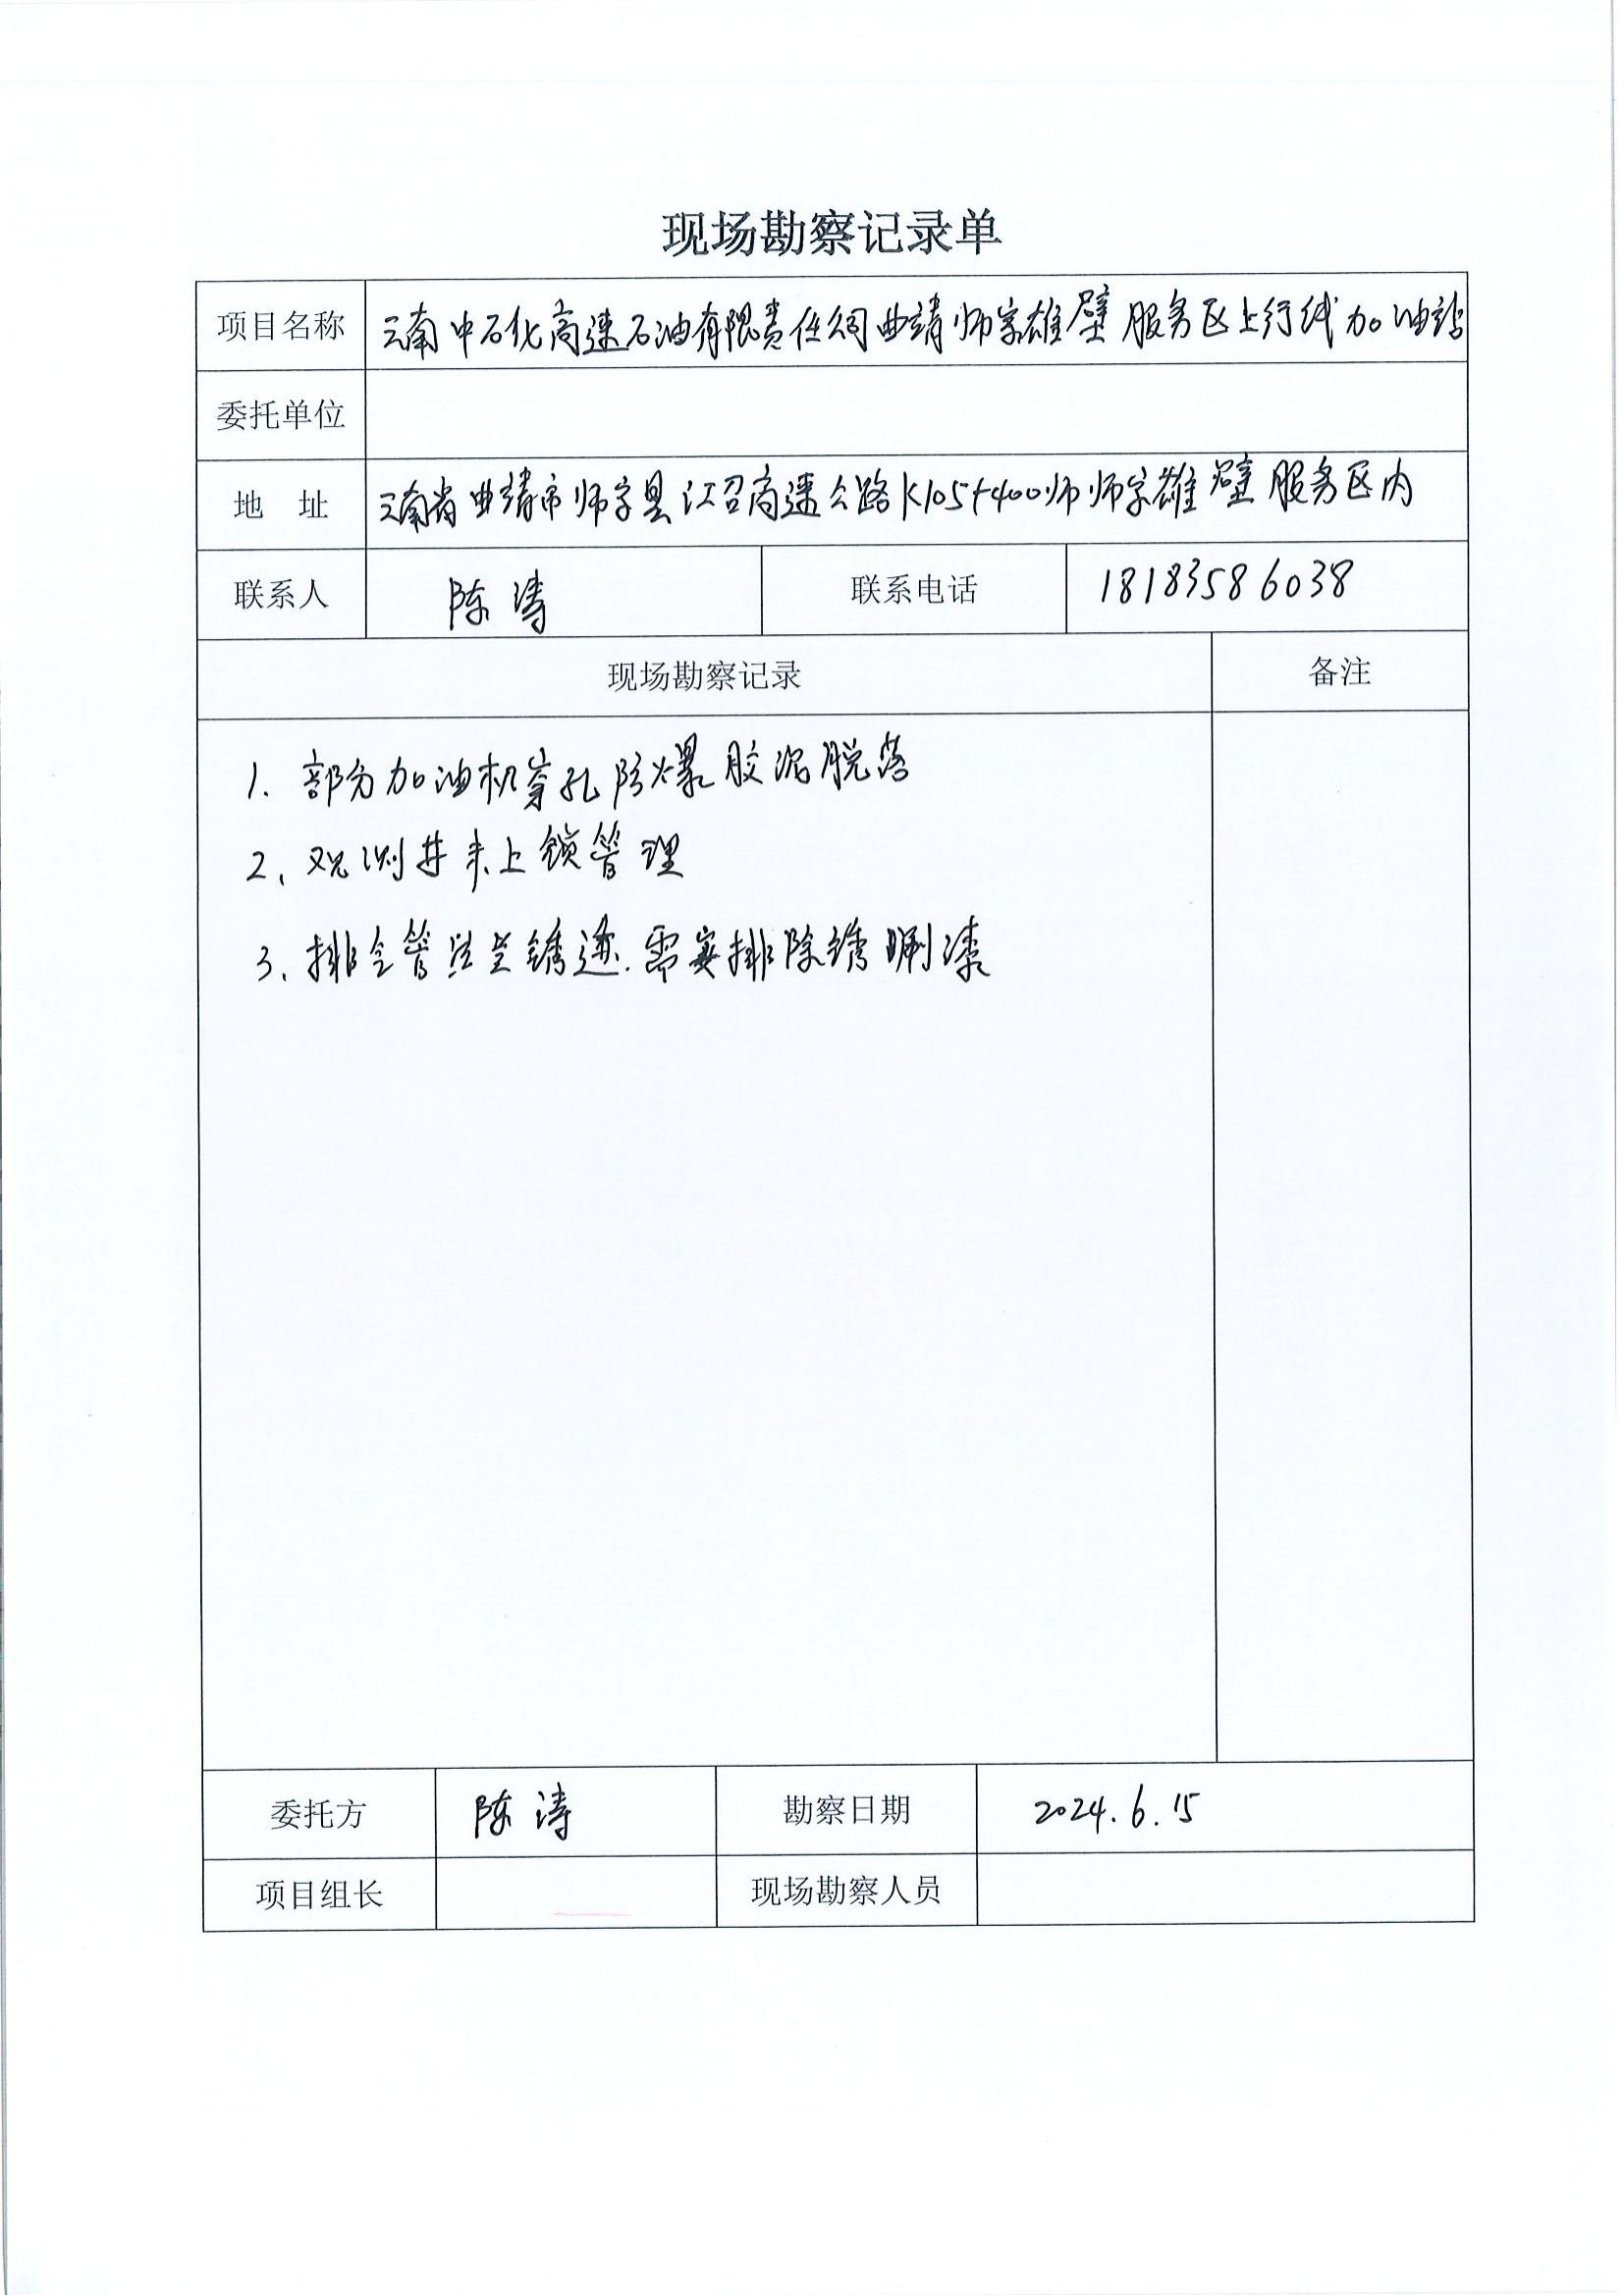 现场勘察记录单
项目名称 云南中石化高速石油有限责任公司曲靖师宗雄壁服务区上行线加油站
委托单位
地 址 云南省曲靖市师宗县江召高速公路K105+400师师宗雄壁服务区内
联系人 陈涛 联系电话 18183586038
现场勘察记录 备注
1、部分加油机穿孔防爆胶泥脱落
2、观测井未上锁管理
3、排 管 锈迹.需 排除锈刷漆
委托方 陈涛 勘察日期 2024.6.15
项目组长 现场勘察人员